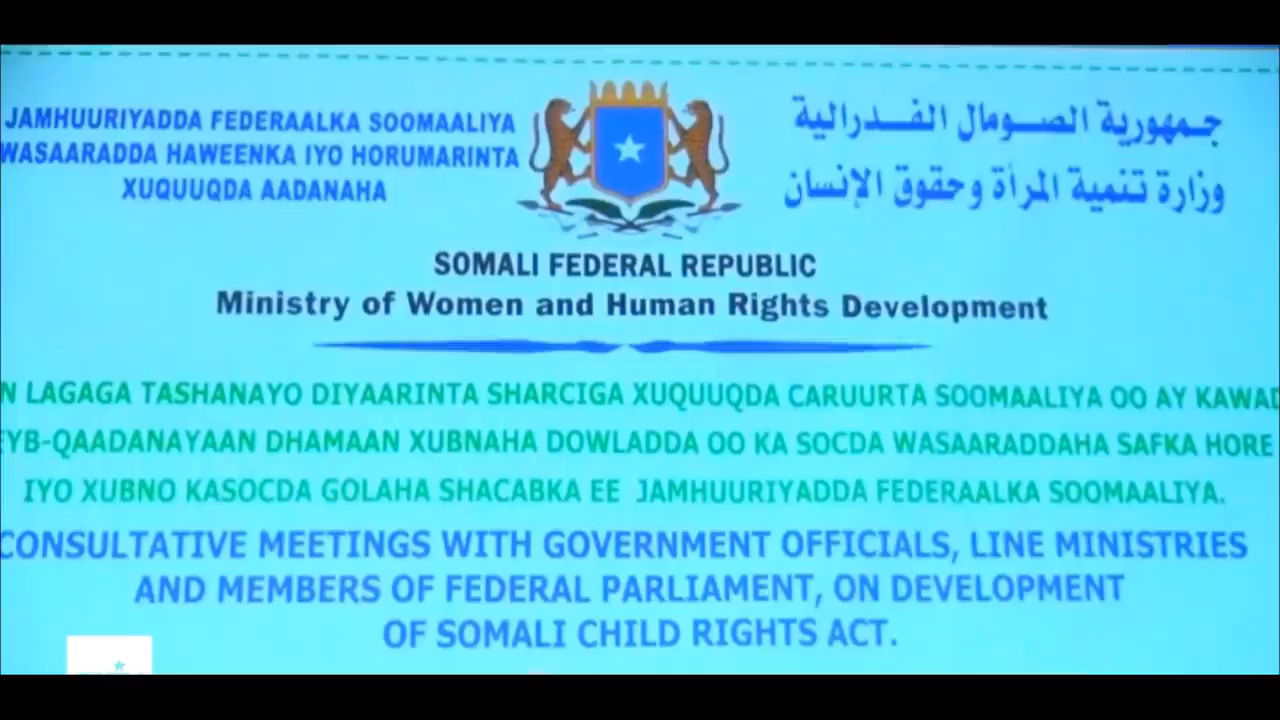 JAMHUURIYADDA FEDERAALKA SOOMAALIYA
WASAARADDA HAWEENKA IYO HORUMARINTA
XUQUUQDA AADANAHA
جمهورية الصومال الفدرالية
وزارة تنمية المرأة وحقوق الإنسان
SOMALI FEDERAL REPUBLIC
Ministry of Women and Human Rights Development
LAGAGA TASHANAYO DIYAARINTA SHARCIGA XUQUUQDA CARUURTA SOOMAALIYA OO AY
DHAMAAN XUBNAHA DOWLADDA OO KA SOCDA WASAARADDAHA SAFKA HORE
IYO XUBNO KASOCDA GOLAHA SHACABKA EE JAMHUURIYADDA FEDERAALKA SOOMAALIYA.
CONSULTATIVE MEETINGS WITH GOVERNMENT OFFICIALS, LINE MINISTRIES
AND MEMBERS OF FEDERAL PARLIAMENT, ON DEVELOPMENT
OF SOMALI CHILD RIGHTS ACT.